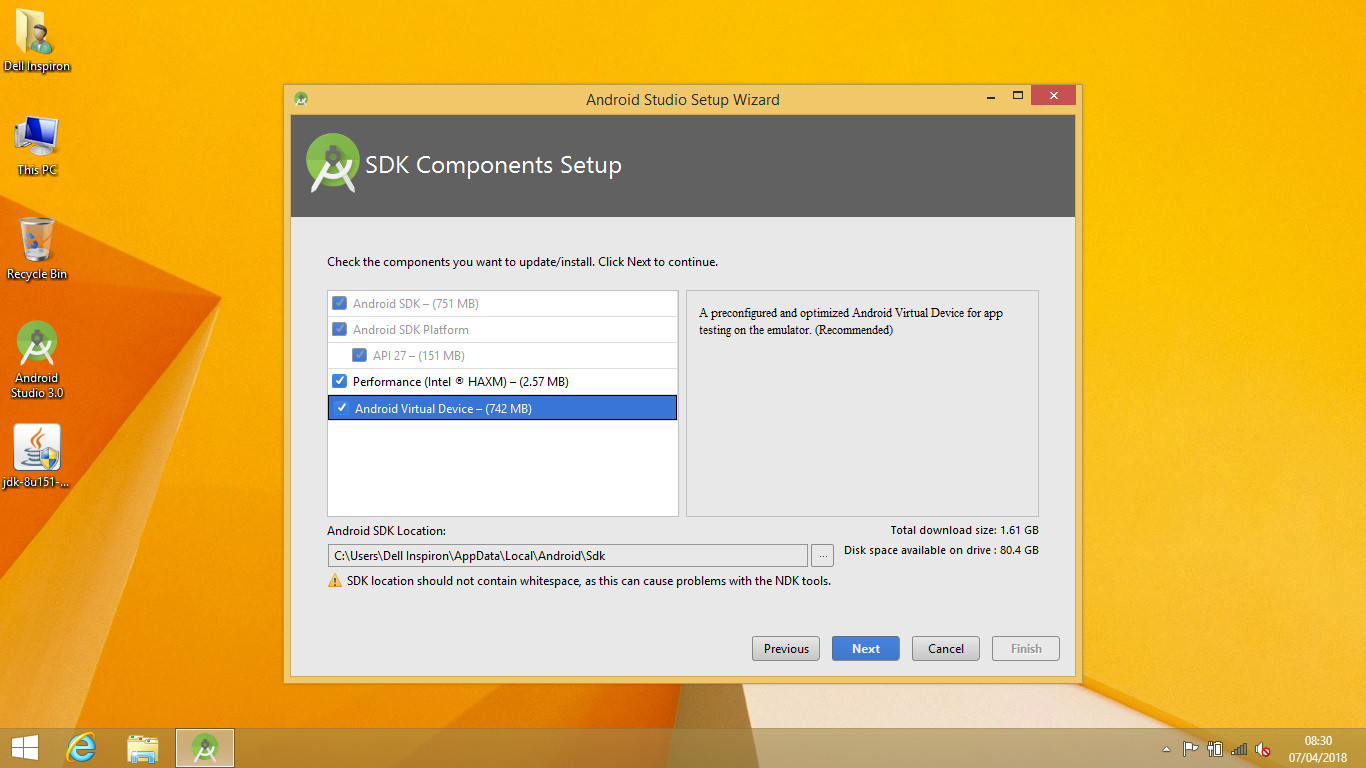 Dell Inspiron
This PC
Recycle Bin
Android
Studio 3.0
jdk-8u151-...
Android Studio Setup Wizard
SDK Components Setup
Check the components you want to update/install. Click Next to continue.
Android SDK – (751 MB)
Android SDK Platform
API 27 – (151 MB)
Performance (Intel ® HAXM) – (2.57 MB)
Android Virtual Device – (742 MB)
A preconfigured and optimized Android Virtual Device for app
testing on the emulator. (Recommended)
Android SDK Location:
Total download size: 1.61 GB
C:\Users\Dell Inspiron\AppData\Local\Android\Sdk
...
Disk space available on drive : 80.4 GB
SDK location should not contain whitespace, as this can cause problems with the NDK tools.
Previous
Next
Cancel
Finish
08:30
07/04/2018